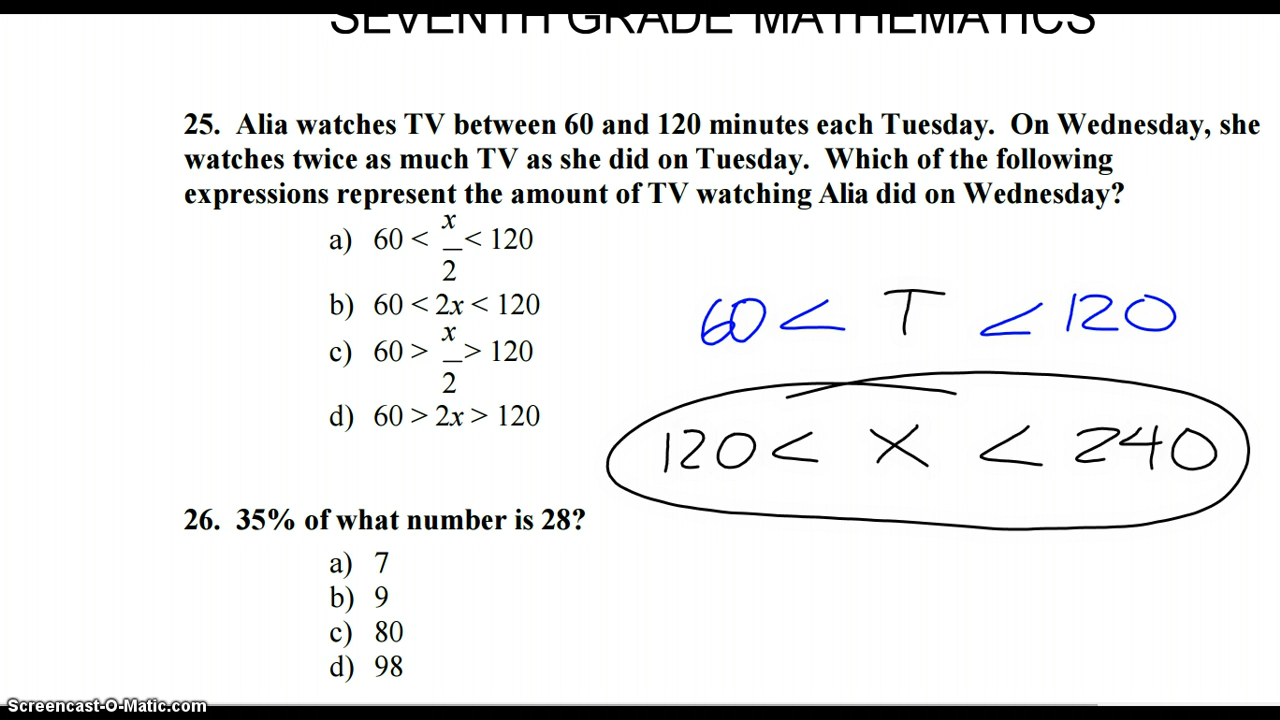 SEVENTH GRADE MATHEMATICS
25. Alia watches TV between 60 and 120 minutes each Tuesday. On Wednesday, she
watches twice as much TV as she did on Tuesday. Which of the following
expressions represent the amount of TV watching Alia did on Wednesday?
a) 60 < x/2 < 120
b) 60 < 2x < 120
c) 60 > x/2 > 120
d) 60 > 2x > 120
60 < T < 120
120 < X < 240
26. 35% of what number is 28?
a) 7
b) 9
c) 80
d) 98
Screencast-O-Matic.com